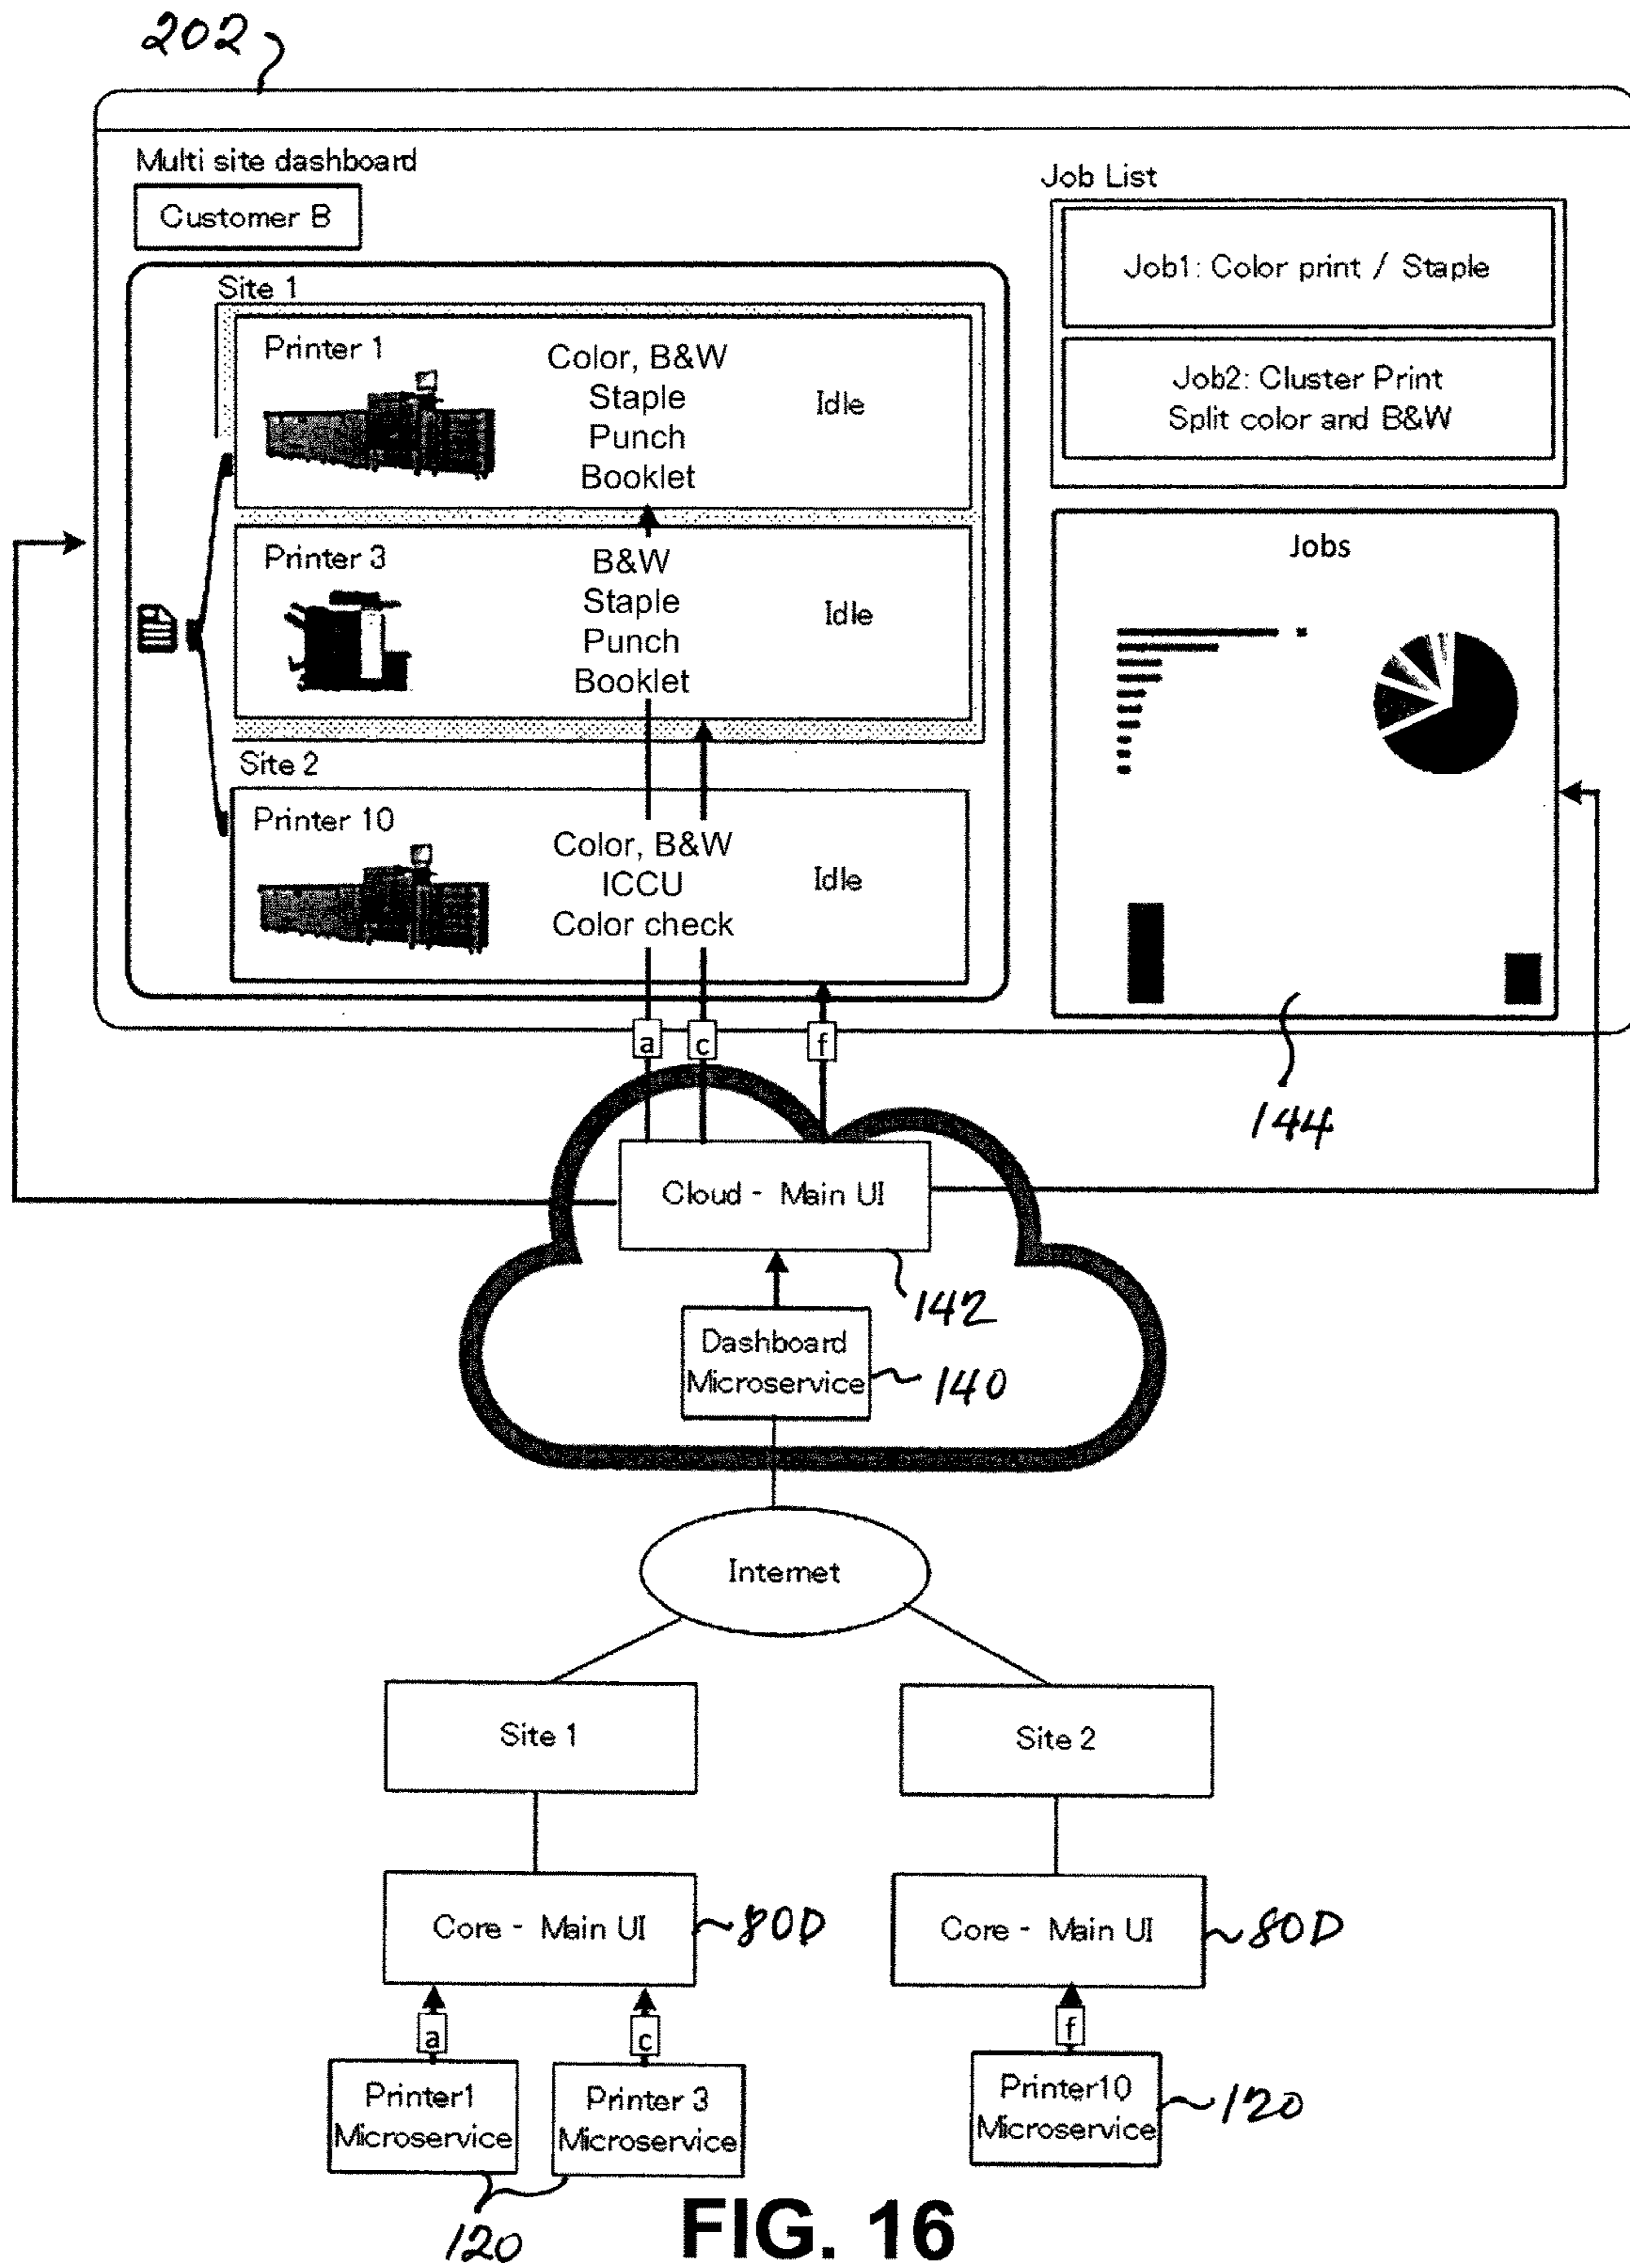 202
Multi site dashboard
Customer B
Site 1
Printer 1
Color, B&W
Staple
Punch
Booklet
Idle
Printer 3
B&W
Staple
Punch
Booklet
Idle
Site 2
Printer 10
Color, B&W
ICCU
Color check
Idle
Job List
Job1: Color print / Staple
Job2: Cluster Print
Split color and B&W
Jobs
144
a
c
f
Cloud - Main UI
142
Dashboard
Microservice
140
Internet
Site 1
Site 2
Core - Main UI
80D
Core - Main UI
80D
a
c
f
Printer1
Microservice
Printer 3
Microservice
120
Printer10
Microservice
120
FIG. 16